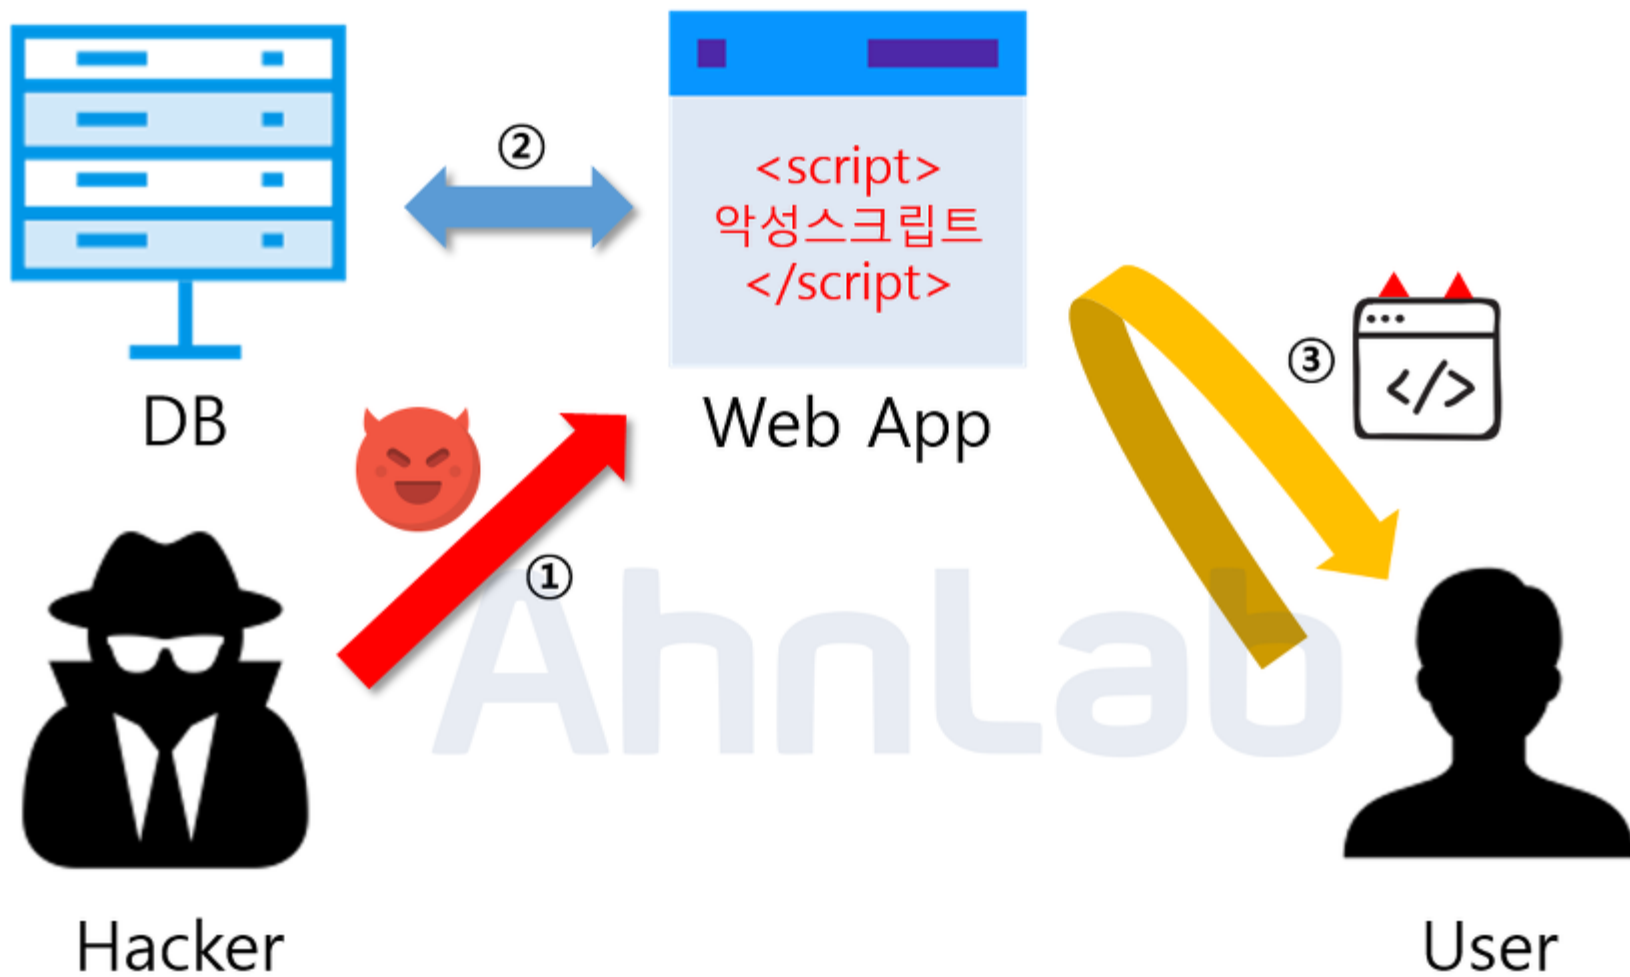 ②
<script>
악성스크립트
</script>
③
</>
DB
Web App
①
AhnLab
Hacker
User